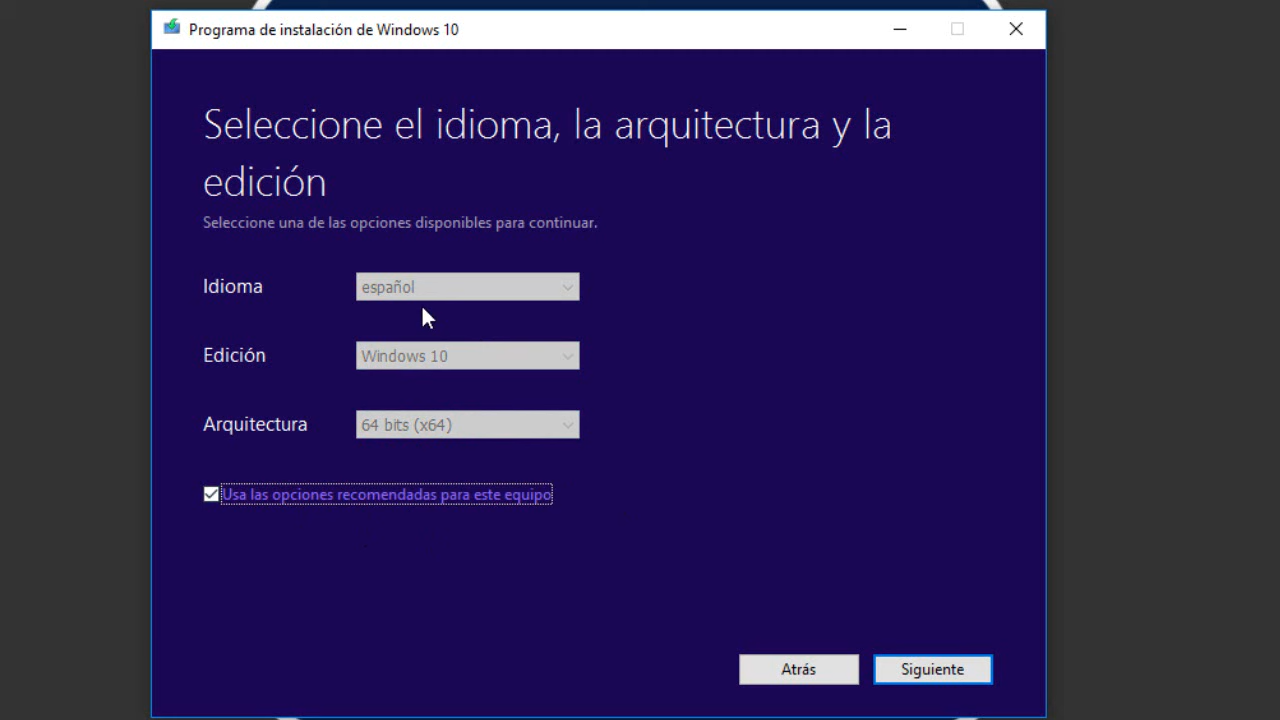 Programa de instalación de Windows 10
Seleccione el idioma, la arquitectura y la
edición
Seleccione una de las opciones disponibles para continuar.
Idioma español
Edición Windows 10
Arquitectura 64 bits (x64)
Usa las opciones recomendadas para este equipo
Atrás Siguiente